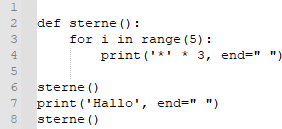 1
2 def sterne():
3     for i in range(5):
4         print('*' * 3, end=" ")
5
6 sterne()
7 print('Hallo', end=" ")
8 sterne()